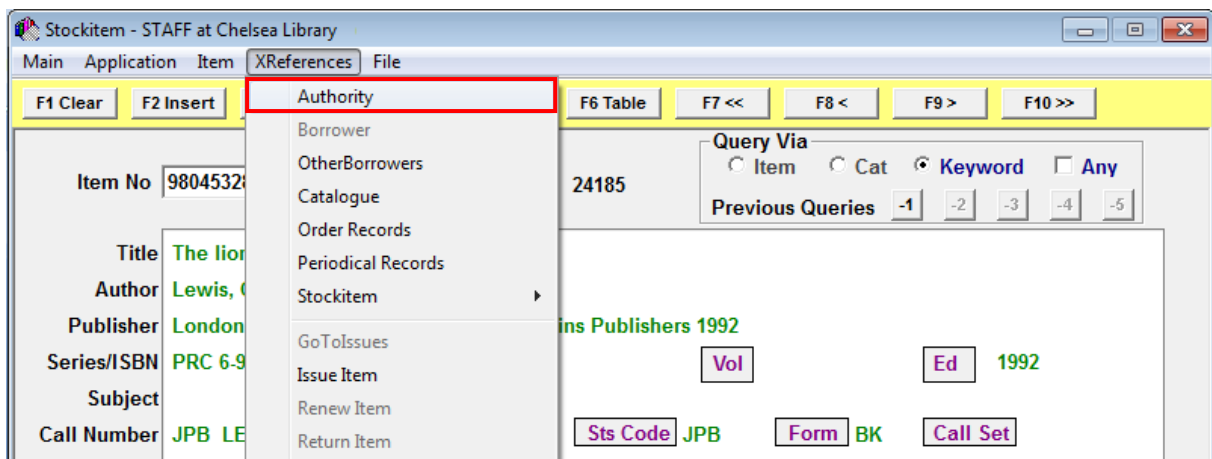 Stockitem - STAFF at Chelsea Library
Main Application Item XReferences File
F1 Clear F2 Insert F6 Table F7 << F8 < F9 > F10 >>
Authority
Borrower
OtherBorrowers
Catalogue
Order Records
Periodical Records
Stockitem
GoToIssues
Issue Item
Renew Item
Return Item
Query Via
Item Cat Keyword Any
Previous Queries -1 -2 -3 -4 -5
Item No 9804532 24185
Title The lion
Author Lewis,
Publisher London ins Publishers 1992
Series/ISBN PRC 6-9 Vol Ed 1992
Subject
Call Number JPB LE Sts Code JPB Form BK Call Set